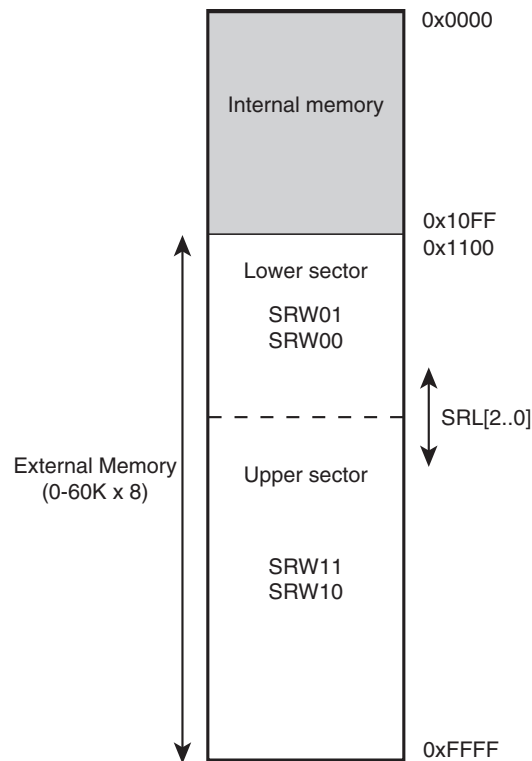 0x0000
Internal memory
0x10FF
0x1100
Lower sector
SRW01
SRW00
SRL[2..0]
External Memory
(0-60K x 8)
Upper sector
SRW11
SRW10
0xFFFF